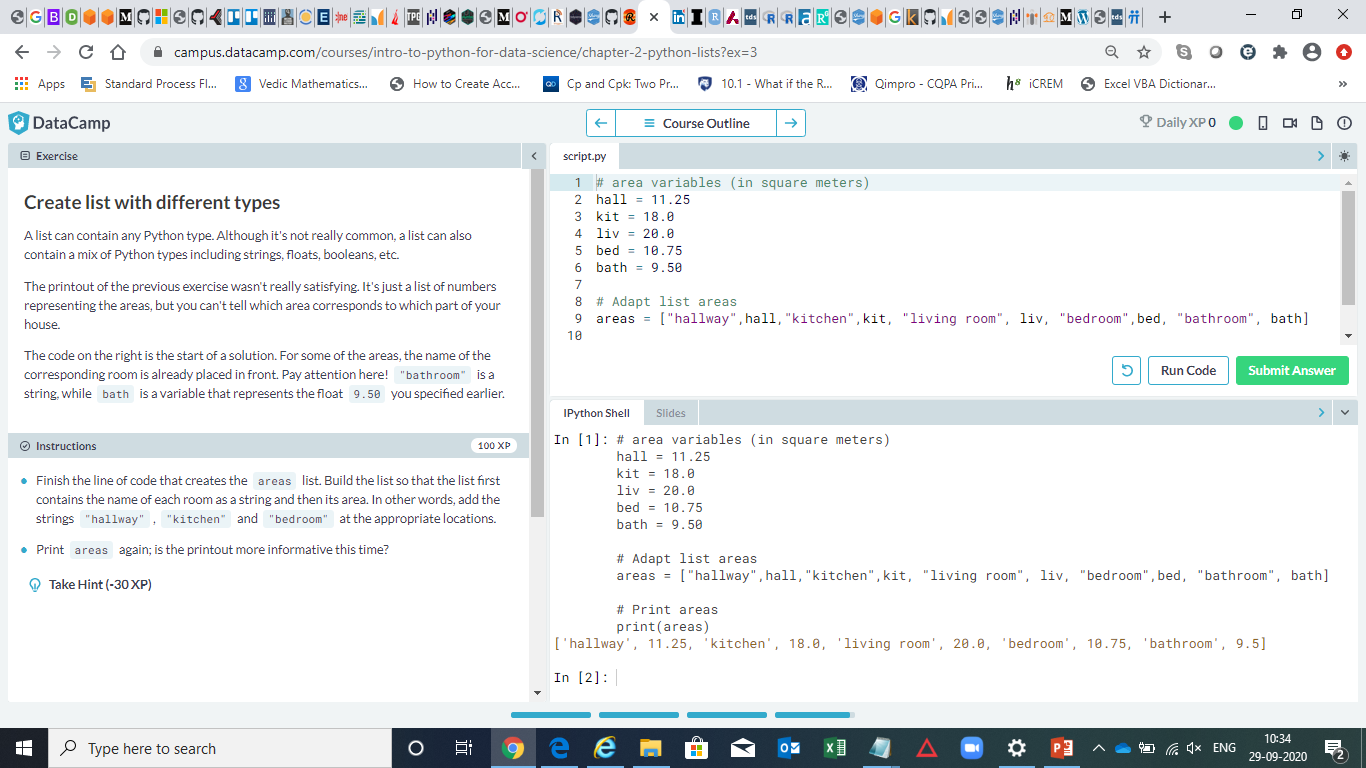 campus.datacamp.com/courses/intro-to-python-for-data-science/chapter-2-python-lists?ex=3
Apps Standard Process Fl... Vedic Mathematics... How to Create Acc... Cp and Cpk: Two Pr... 10.1 - What if the R... Qimpro - CQPA Pri... iCREM Excel VBA Dictionar... »
DataCamp
Course Outline
Daily XP 0
Exercise
Create list with different types
A list can contain any Python type. Although it's not really common, a list can also
contain a mix of Python types including strings, floats, booleans, etc.
The printout of the previous exercise wasn't really satisfying. It's just a list of numbers
representing the areas, but you can't tell which area corresponds to which part of your
house.
The code on the right is the start of a solution. For some of the areas, the name of the
corresponding room is already placed in front. Pay attention here! "bathroom" is a
string, while bath is a variable that represents the float 9.50 you specified earlier.
Instructions
100 XP
Finish the line of code that creates the areas list. Build the list so that the list first
contains the name of each room as a string and then its area. In other words, add the
strings "hallway" , "kitchen" and "bedroom" at the appropriate locations.
Print areas again; is the printout more informative this time?
Take Hint (-30 XP)
script.py
1 # area variables (in square meters)
2 hall = 11.25
3 kit = 18.0
4 liv = 20.0
5 bed = 10.75
6 bath = 9.50
7
8 # Adapt list areas
9 areas = ["hallway",hall,"kitchen",kit, "living room", liv, "bedroom",bed, "bathroom", bath]
10
Run Code
Submit Answer
IPython Shell
Slides
In [1]: # area variables (in square meters)
hall = 11.25
kit = 18.0
liv = 20.0
bed = 10.75
bath = 9.50
# Adapt list areas
areas = ["hallway",hall,"kitchen",kit, "living room", liv, "bedroom",bed, "bathroom", bath]
# Print areas
print(areas)
['hallway', 11.25, 'kitchen', 18.0, 'living room', 20.0, 'bedroom', 10.75, 'bathroom', 9.5]
In [2]:
Type here to search
ENG
10:34
29-09-2020
2